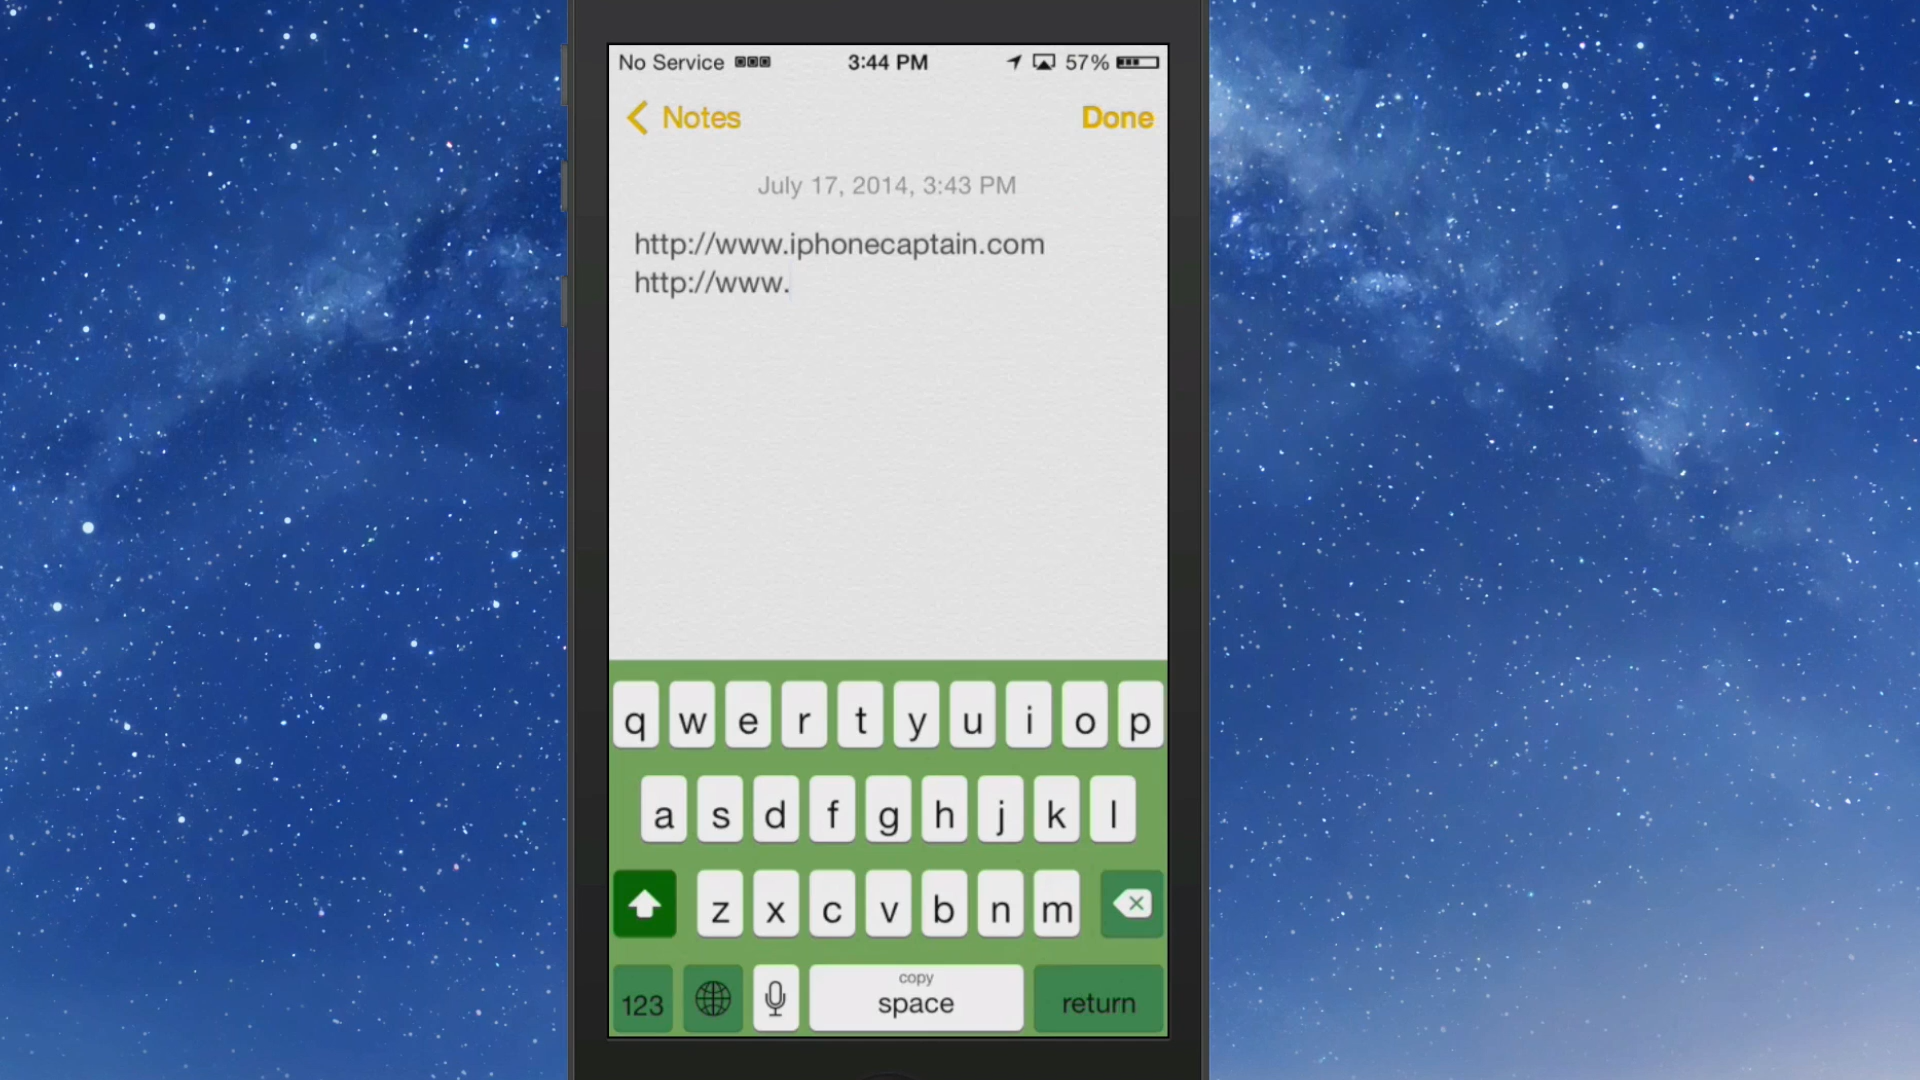 No Service 3:44 PM 57%
Notes Done
July 17, 2014, 3:43 PM
http://www.iphonecaptain.com
http://www.
q w e r t y u i o p
a s d f g h j k l
z x c v b n m
copy
123 space return